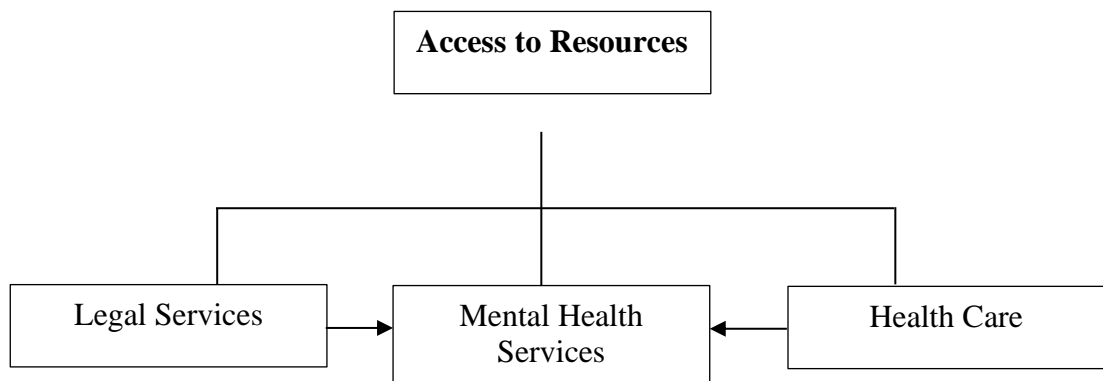 Access to Resources
Legal Services
Mental Health
Services
Health Care